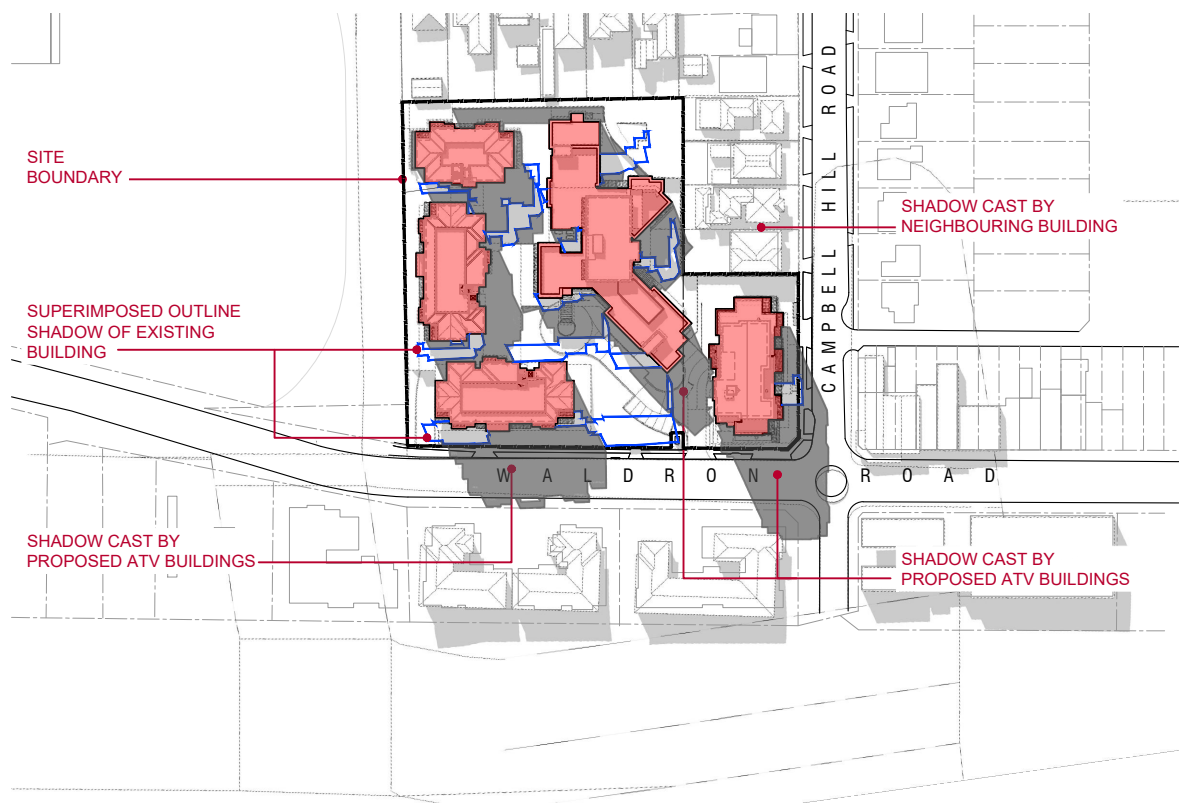 SITE
BOUNDARY
SHADOW CAST BY
NEIGHBOURING BUILDING
CAMPBELL HILL ROAD
SUPERIMPOSED OUTLINE
SHADOW OF EXISTING
BUILDING
WALDRON ROAD
SHADOW CAST BY
PROPOSED ATV BUILDINGS
SHADOW CAST BY
PROPOSED ATV BUILDINGS